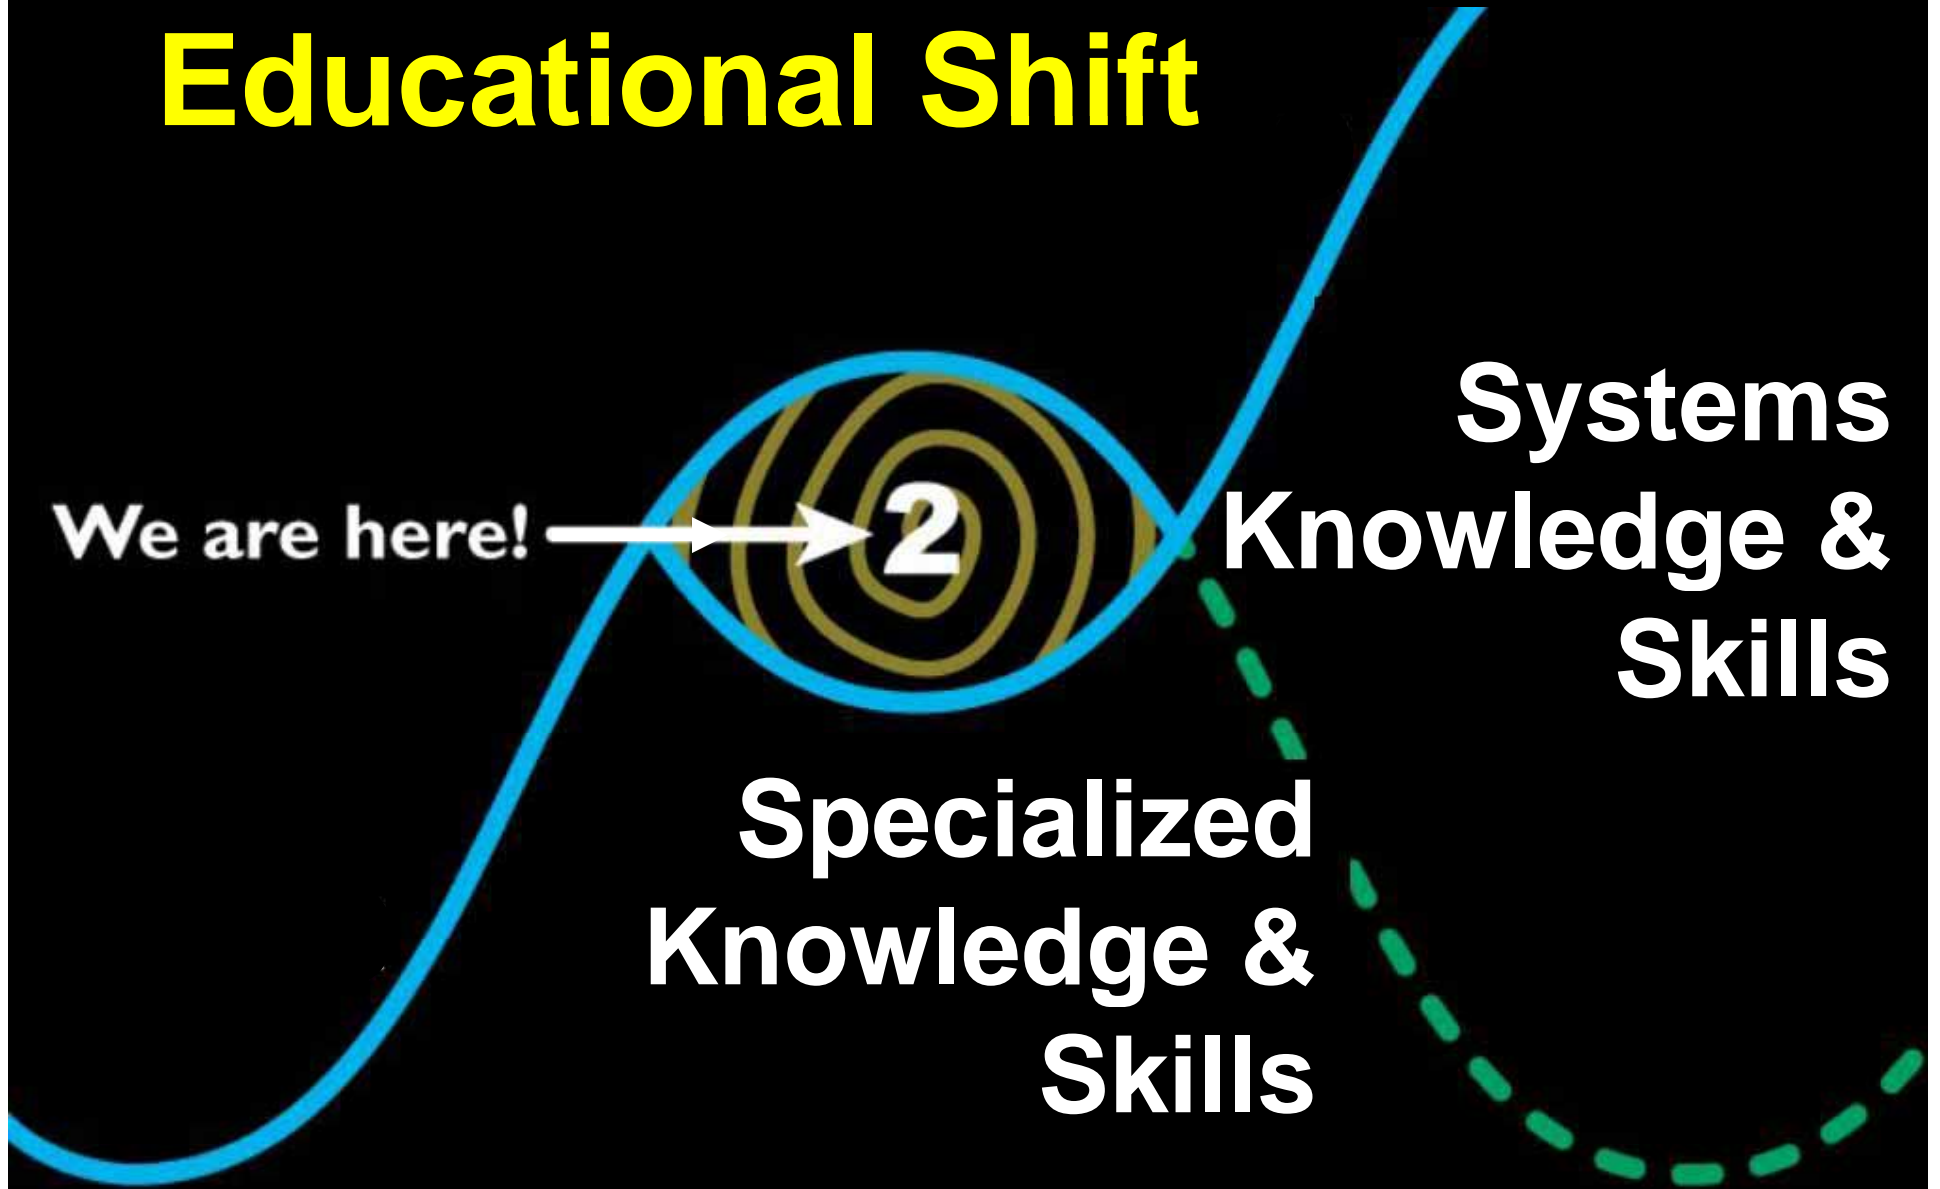 Educational Shift
We are here!
2
Systems
Knowledge &
Skills
Specialized
Knowledge &
Skills